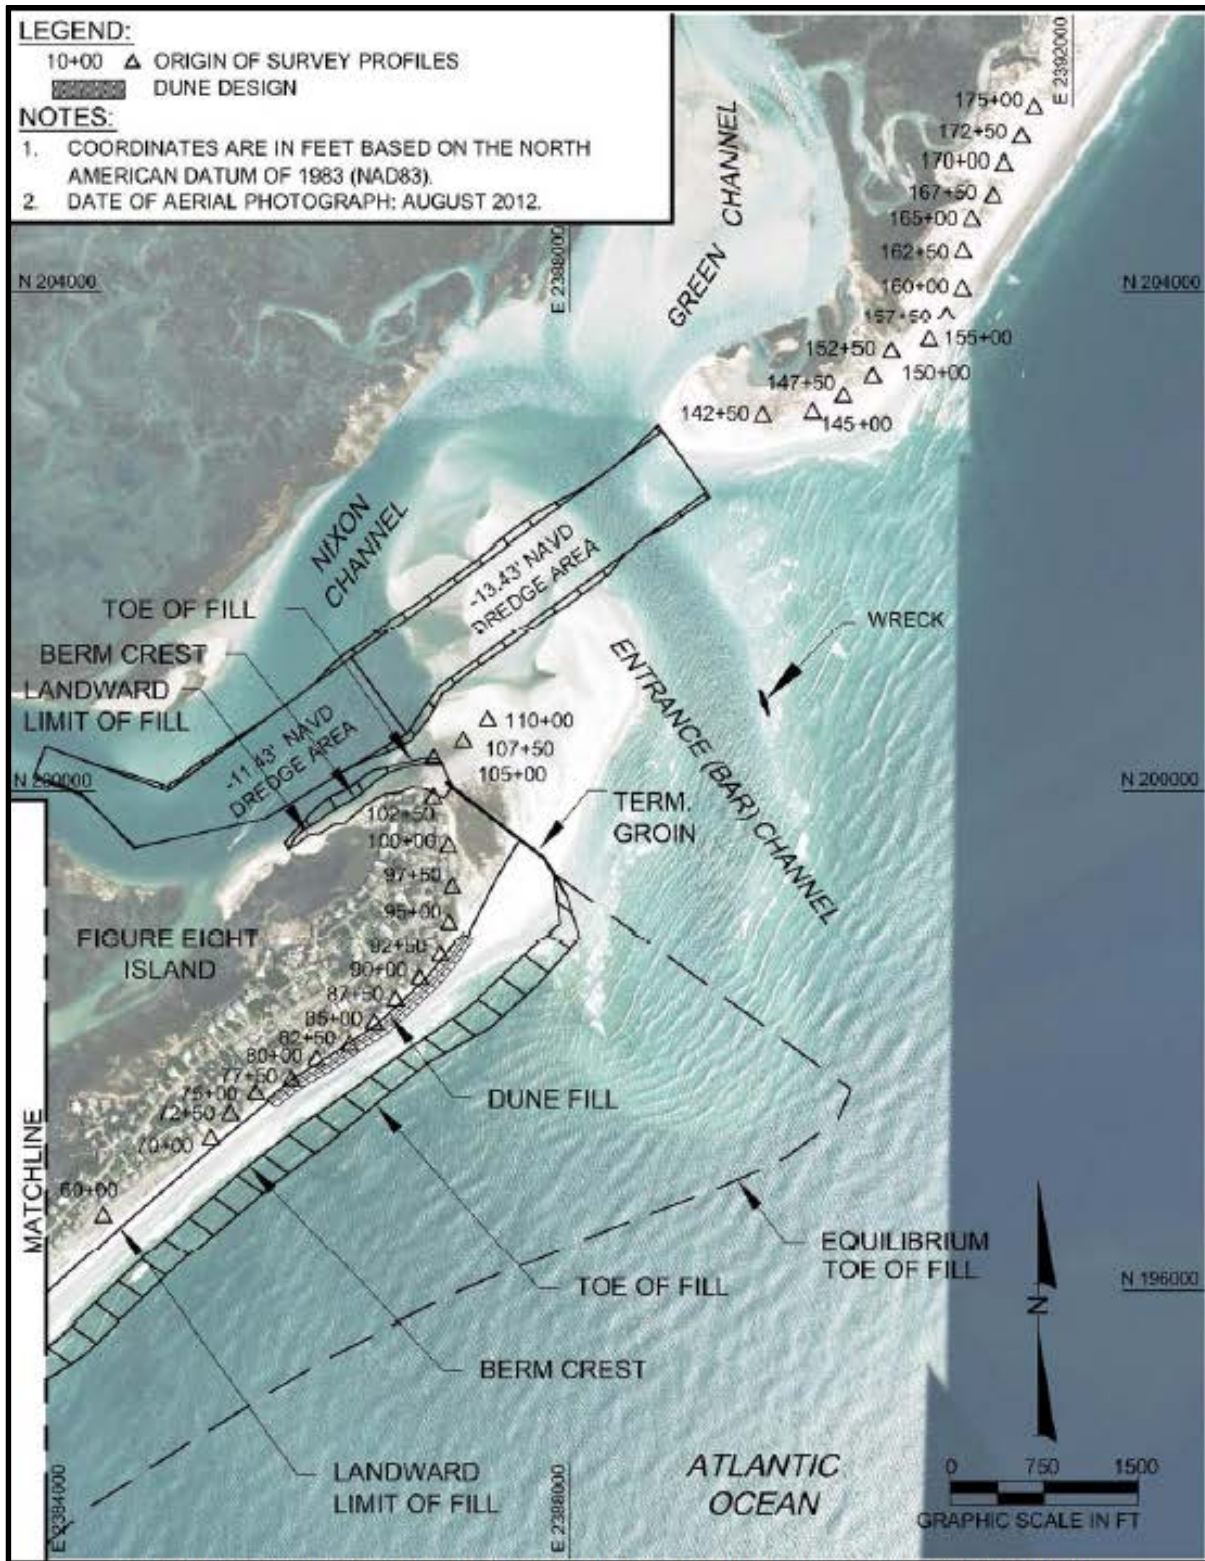 LEGEND:
10+00 △ ORIGIN OF SURVEY PROFILES
DUNE DESIGN
NOTES:
1. COORDINATES ARE IN FEET BASED ON THE NORTH
AMERICAN DATUM OF 1983 (NAD83).
2. DATE OF AERIAL PHOTOGRAPH: AUGUST 2012.
E 2392000
175+00
172+50
170+00
167+50
165+00
162+50
160+00
157+50
155+00
152+50
150+00
147+50
145+00
142+50
GREEN CHANNEL
E 2388000
N 204000
N 204000
NIXON
CHANNEL
-13.43' NAVD
DREDGE AREA
TOE OF FILL
BERM CREST
LANDWARD
LIMIT OF FILL
WRECK
ENTRANCE (BAR) CHANNEL
-11.43' NAVD
DREDGE AREA
N 200000
N 200000
110+00
107+50
105+00
102+50
100+00
97+50
95+00
92+50
90+00
87+50
85+00
82+50
80+00
77+50
75+00
72+50
70+00
60+00
TERM.
GROIN
FIGURE EIGHT
ISLAND
DUNE FILL
MATCHLINE
EQUILIBRIUM
TOE OF FILL
TOE OF FILL
N 196000
N
BERM CREST
LANDWARD
LIMIT OF FILL
ATLANTIC
OCEAN
E 2384000
E 2388000
0 750 1500
GRAPHIC SCALE IN FT